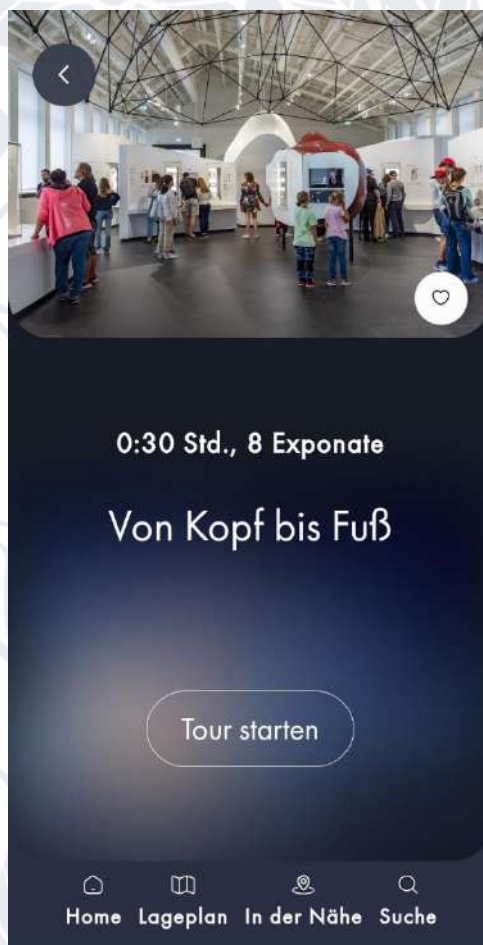 0:30 Std., 8 Exponate
Von Kopf bis Fuß
Tour starten
Home Lageplan In der Nähe Suche